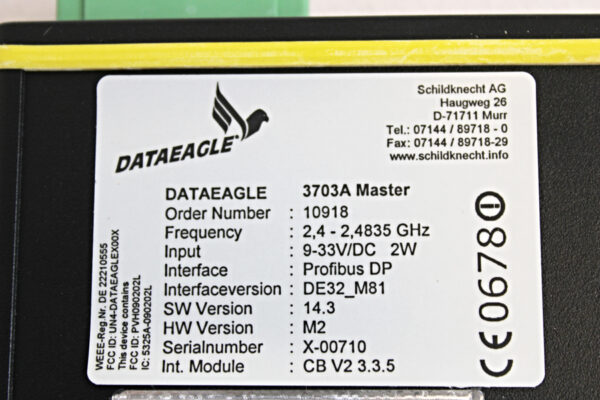 DATAEAGLE
Schildknecht AG
Haugweg 26
D-71711 Murr
Tel.: 07144 / 89718 - 0
Fax: 07144 / 89718-29
www.schildknecht.info
DATAEAGLE 3703A Master
Order Number : 10918
Frequency : 2,4 - 2,4835 GHz
Input : 9-33V/DC 2W
Interface : Profibus DP
Interfaceversion : DE32_M81
SW Version : 14.3
HW Version : M2
Serialnumber : X-00710
Int. Module : CB V2 3.3.5
WEEE-Reg.Nr. DE 22210555
FCC ID: UN4-DATAEAGLEX00X
This device contains
FCC ID: PVH090202L
IC: 5325A-090202L
CE0678